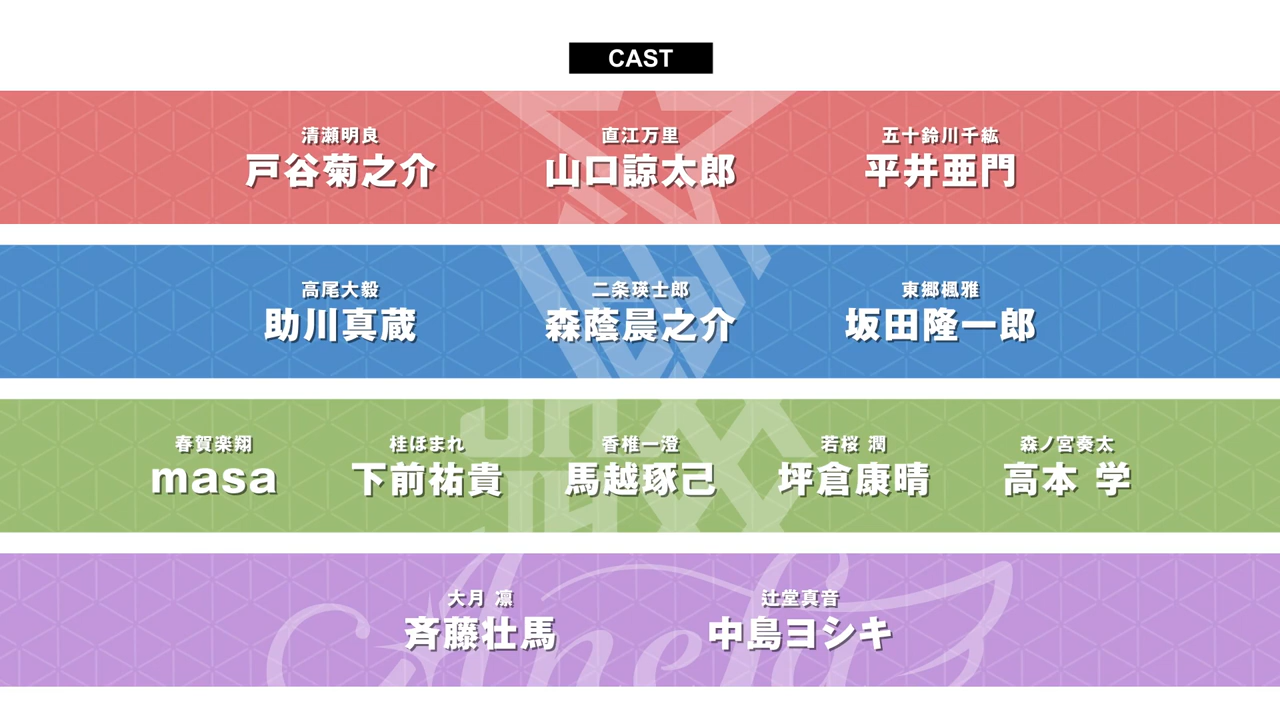 CAST
清瀬明良 直江万里 五十鈴川千紘
戸谷菊之介 山口諒太郎 平井亜門
高尾大毅 二条瑛士郎 東郷楓雅
助川真蔵 森蔭晨之介 坂田隆一郎
春賀楽翔 桂ほまれ 香椎一澄 若桜 潤 森ノ宮奏太
masa 下前祐貴 馬越琢己 坪倉康晴 高本 学
大月 凛 辻堂真音
斉藤壮馬 中島ヨシキ